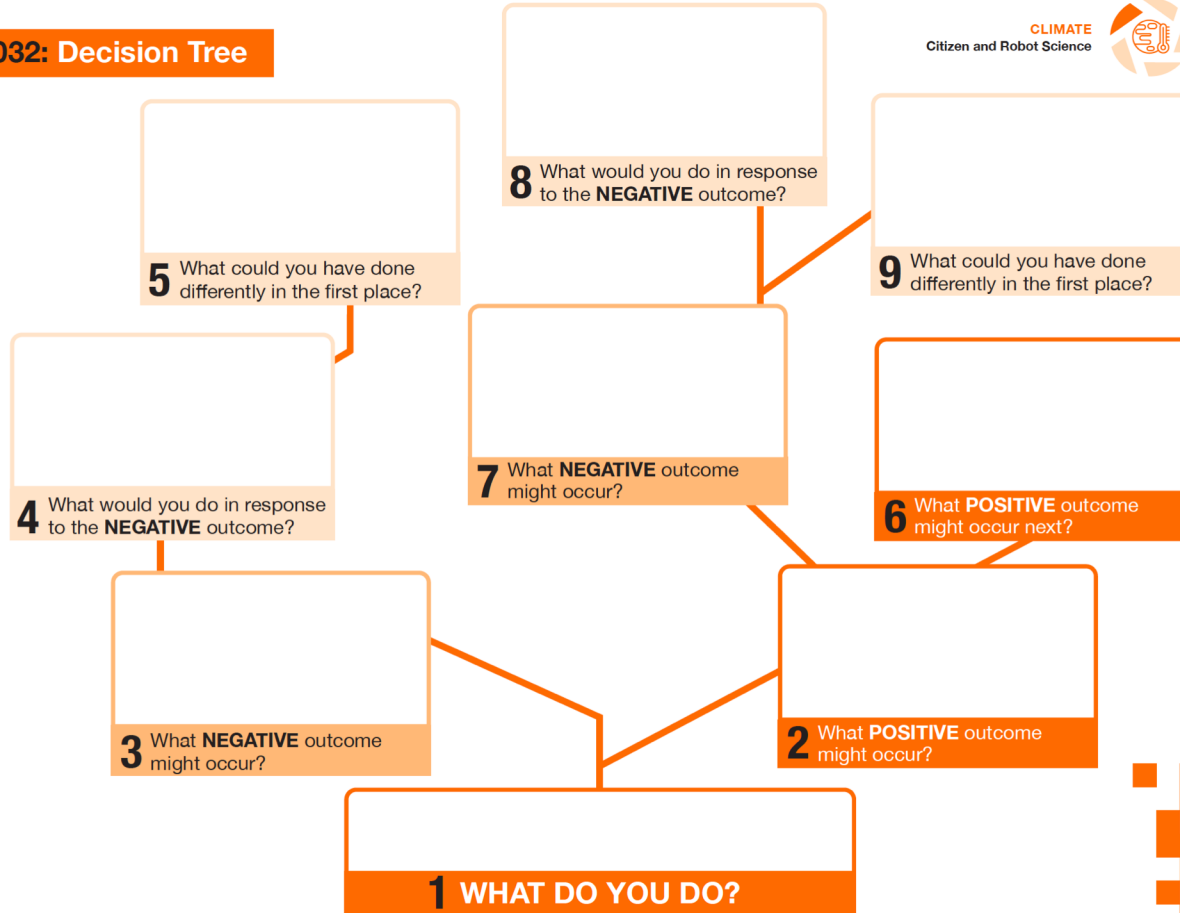 032: Decision Tree
CLIMATE
Citizen and Robot Science
8 What would you do in response
to the NEGATIVE outcome?
5 What could you have done
differently in the first place?
9 What could you have done
differently in the first place?
7 What NEGATIVE outcome
might occur?
4 What would you do in response
to the NEGATIVE outcome?
6 What POSITIVE outcome
might occur next?
3 What NEGATIVE outcome
might occur?
2 What POSITIVE outcome
might occur?
1 WHAT DO YOU DO?